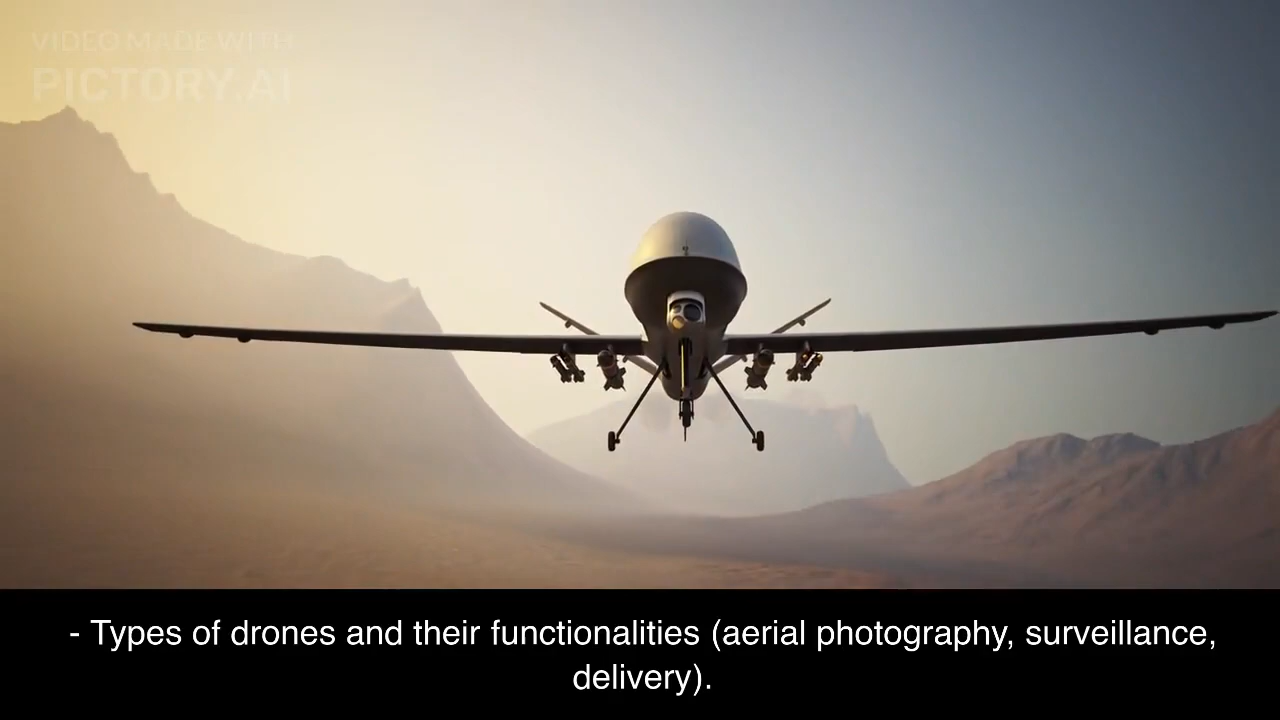 VIDEO MADE WITH
PICTORY.AI
- Types of drones and their functionalities (aerial photography, surveillance,
delivery).